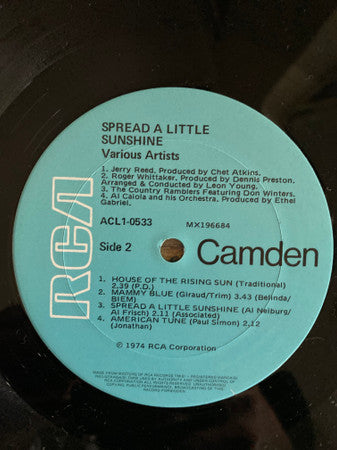 SPREAD A LITTLE
SUNSHINE
Various Artists
1. Jerry Reed, Produced by Chet Atkins.
2. Roger Whittaker. Produced by Dennis Preston.
Arranged & Conducted by Leon Young.
3. The Country Ramblers Featuring Don Winters.
4. Al Caiola and his Orchestra. Produced by Ethel
Gabriel.
ACL1-0533 MX196684
Side 2
RCA
Camden
1. HOUSE OF THE RISING SUN (Traditional)
2.39 (P.D.)
2. MAMMY BLUE (Giraud/Trim) 3.43 (Belinda/
BIEM)
3. SPREAD A LITTLE SUNSHINE (Al Neiburg/
Al Frisch) 2.11 (Associated)
4. AMERICAN TUNE (Paul Simon) 2.12
(Jonathan)
℗ 1974 RCA Corporation